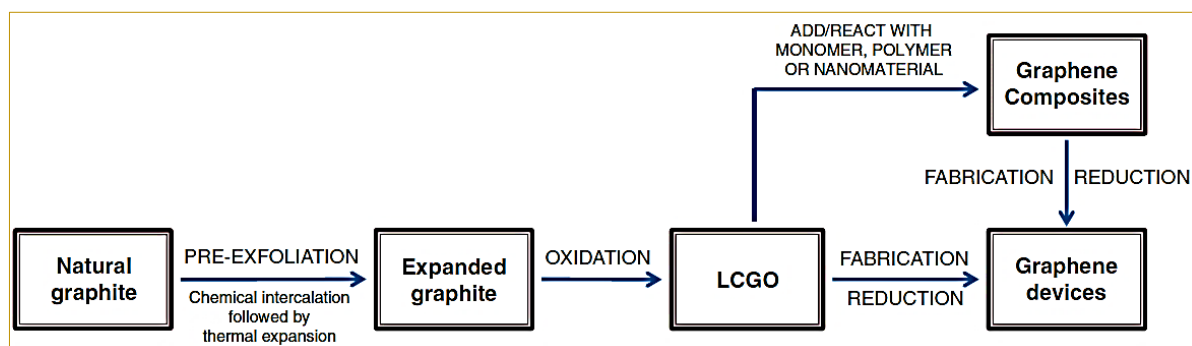 ADD/REACT WITH
MONOMER, POLYMER
OR NANOMATERIAL
Graphene
Composites
FABRICATION
REDUCTION
Natural
graphite
PRE-EXFOLIATION
Chemical intercalation
followed by
thermal expansion
Expanded
graphite
OXIDATION
LCGO
FABRICATION
REDUCTION
Graphene
devices